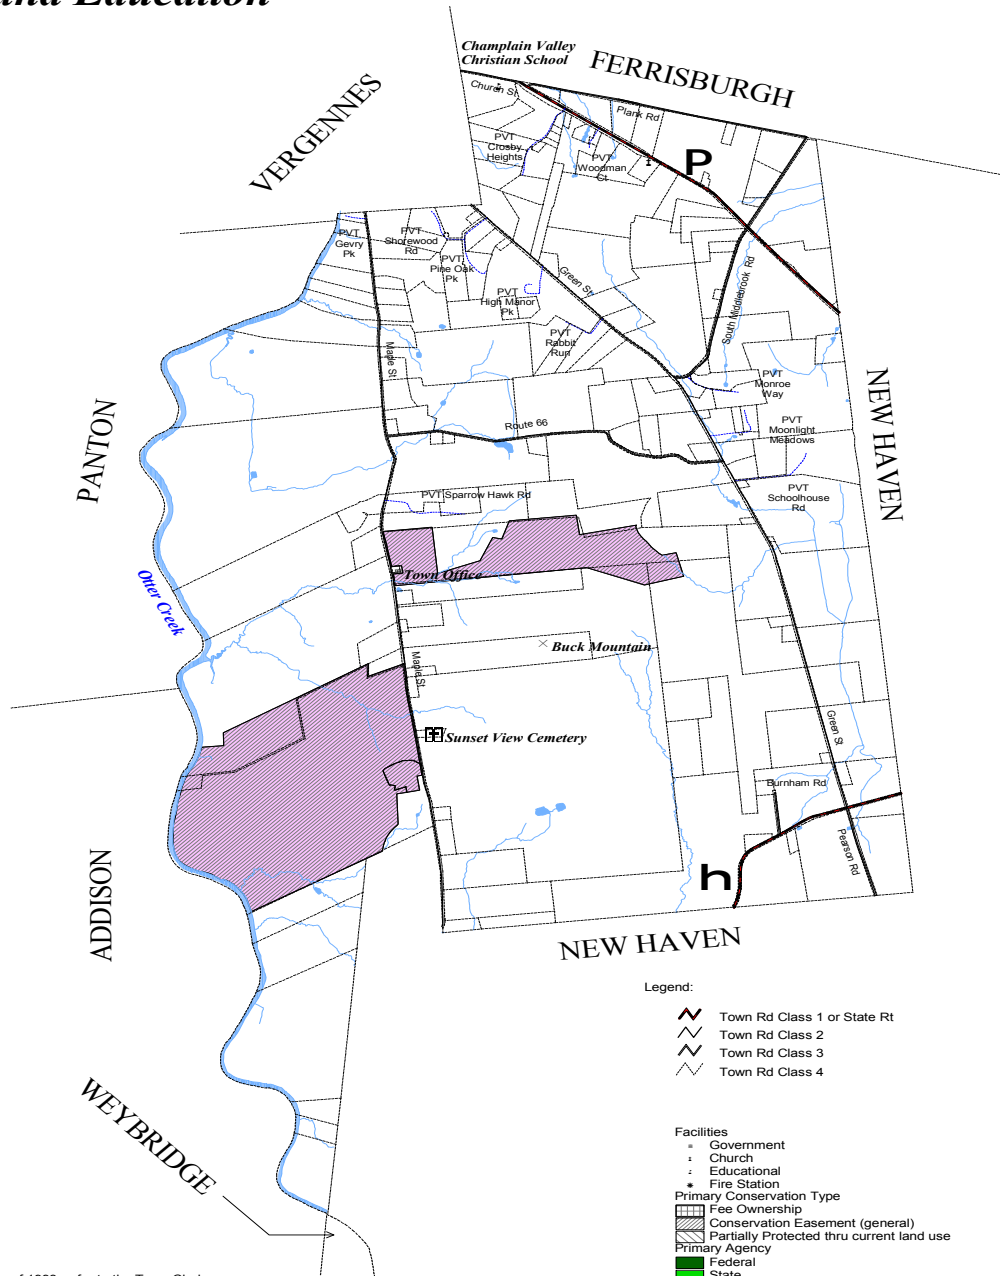 and Education
Champlain Valley
Christian School
FERRISBURGH
VERGENNES
Church St
Plank Rd
PVT
Crosby
Heights
PVT
Woodman
Ct
P
PVT
Gevry
Pk
PVT
Shorewood
Rd
PVT
Pine Oak
Pk
PVT
High Manor
Pk
Green St
South Middlebrook Rd
PVT
Rabbit
Run
Maple St
PVT
Monroe
Way
NEW HAVEN
PANTON
Route 66
PVT
Moonlight
Meadows
PVT Sparrow Hawk Rd
PVT
Schoolhouse
Rd
Town Office
Otter Creek
Buck Mountain
Maple St
Sunset View Cemetery
Green St
Burnham Rd
Pearson Rd
ADDISON
h
NEW HAVEN
Legend:
Town Rd Class 1 or State Rt
Town Rd Class 2
Town Rd Class 3
Town Rd Class 4
WEYBRIDGE
Facilities
Government
Church
Educational
Fire Station
Primary Conservation Type
Fee Ownership
Conservation Easement (general)
Partially Protected thru current land use
Primary Agency
Federal
State